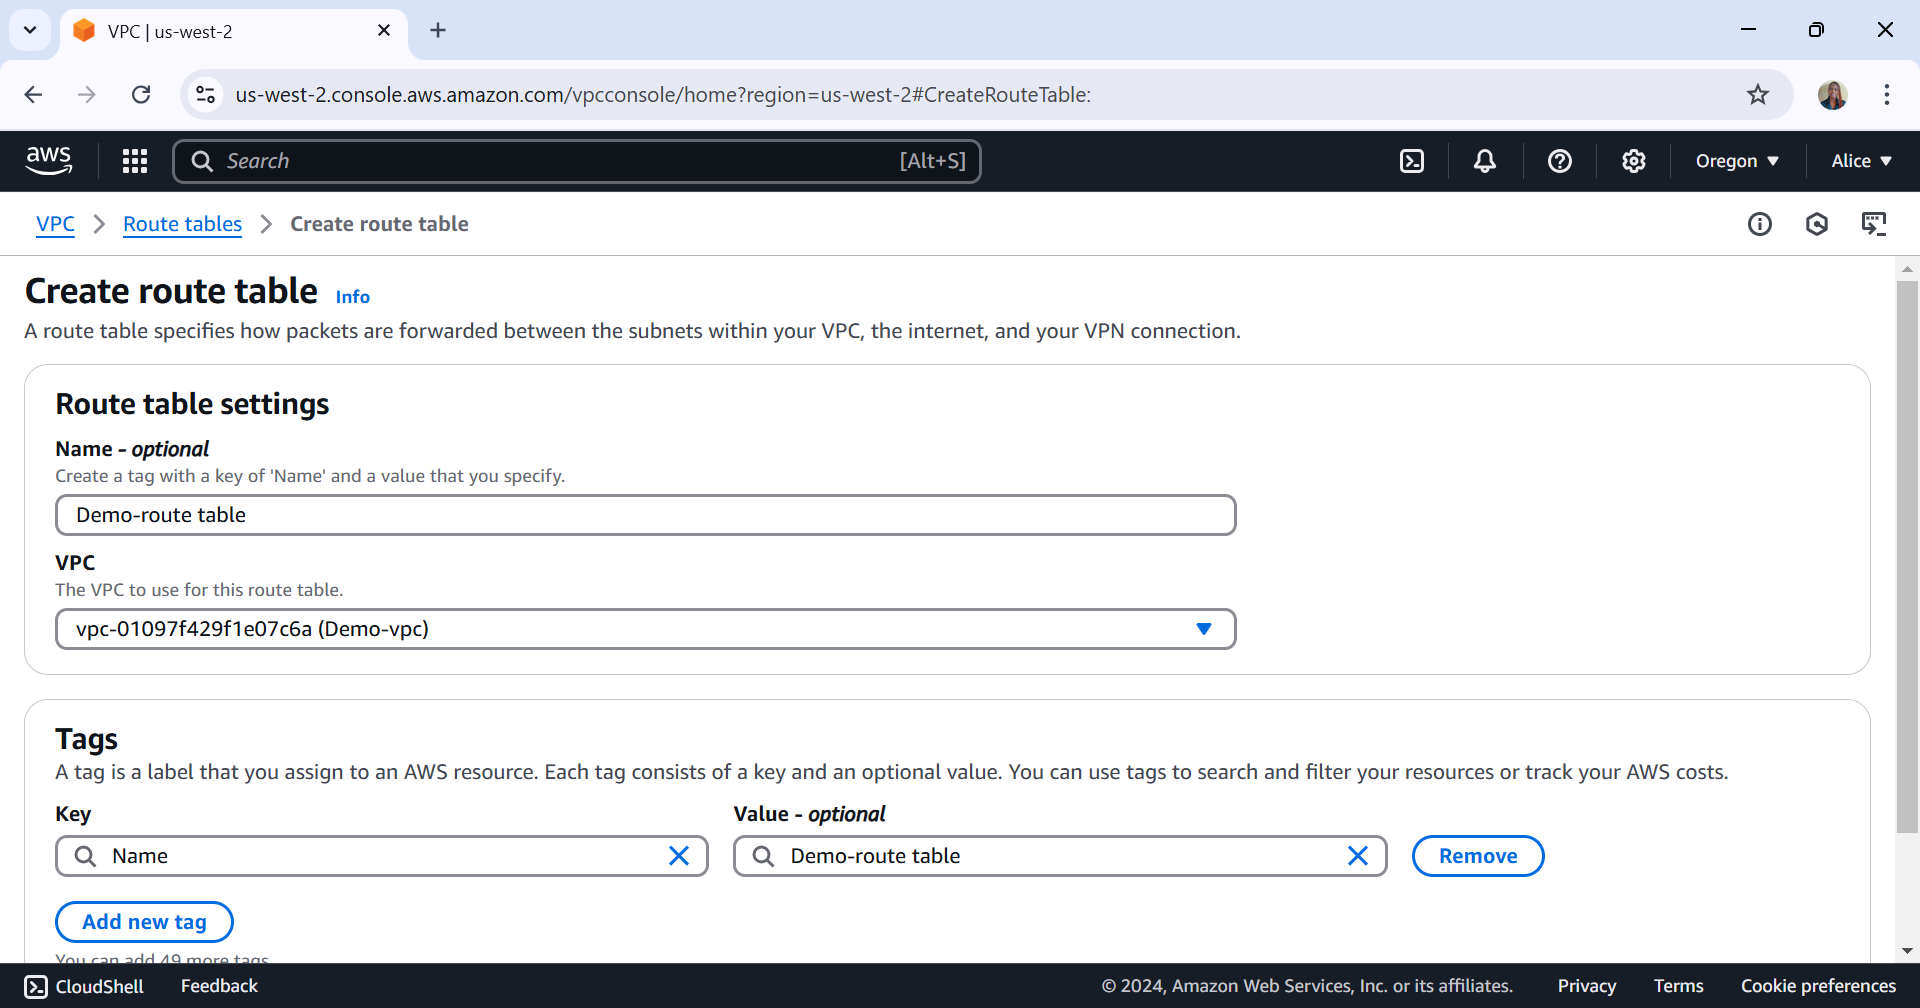 VPC | us-west-2
us-west-2.console.aws.amazon.com/vpcconsole/home?region=us-west-2#CreateRouteTable:
aws
Search [Alt+S]
Oregon
Alice
VPC > Route tables > Create route table
Create route table Info
A route table specifies how packets are forwarded between the subnets within your VPC, the internet, and your VPN connection.
Route table settings
Name - optional
Create a tag with a key of 'Name' and a value that you specify.
Demo-route table
VPC
The VPC to use for this route table.
vpc-01097f429f1e07c6a (Demo-vpc)
Tags
A tag is a label that you assign to an AWS resource. Each tag consists of a key and an optional value. You can use tags to search and filter your resources or track your AWS costs.
Key Value - optional
Name Demo-route table Remove
Add new tag
You can add 49 more tags
CloudShell Feedback © 2024, Amazon Web Services, Inc. or its affiliates. Privacy Terms Cookie preferences